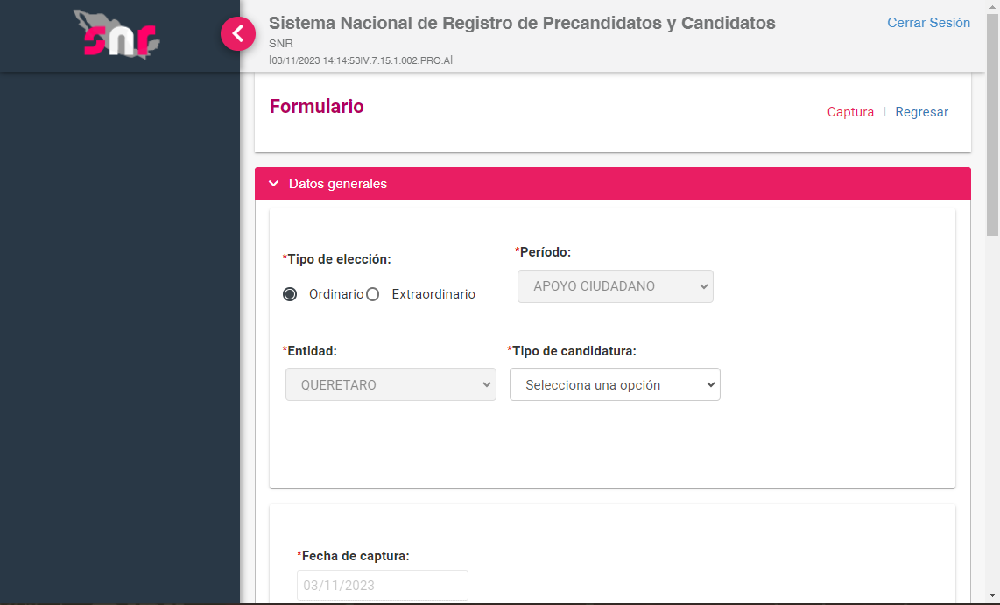 snr
Sistema Nacional de Registro de Precandidatos y Candidatos
Cerrar Sesión
SNR
|03/11/2023 14:14:53|V.7.15.1.002.PRO.A|
Formulario
Captura | Regresar
Datos generales
*Tipo de elección:
*Período:
Ordinario Extraordinario
APOYO CIUDADANO
*Entidad:
*Tipo de candidatura:
QUERETARO
Selecciona una opción
*Fecha de captura:
03/11/2023